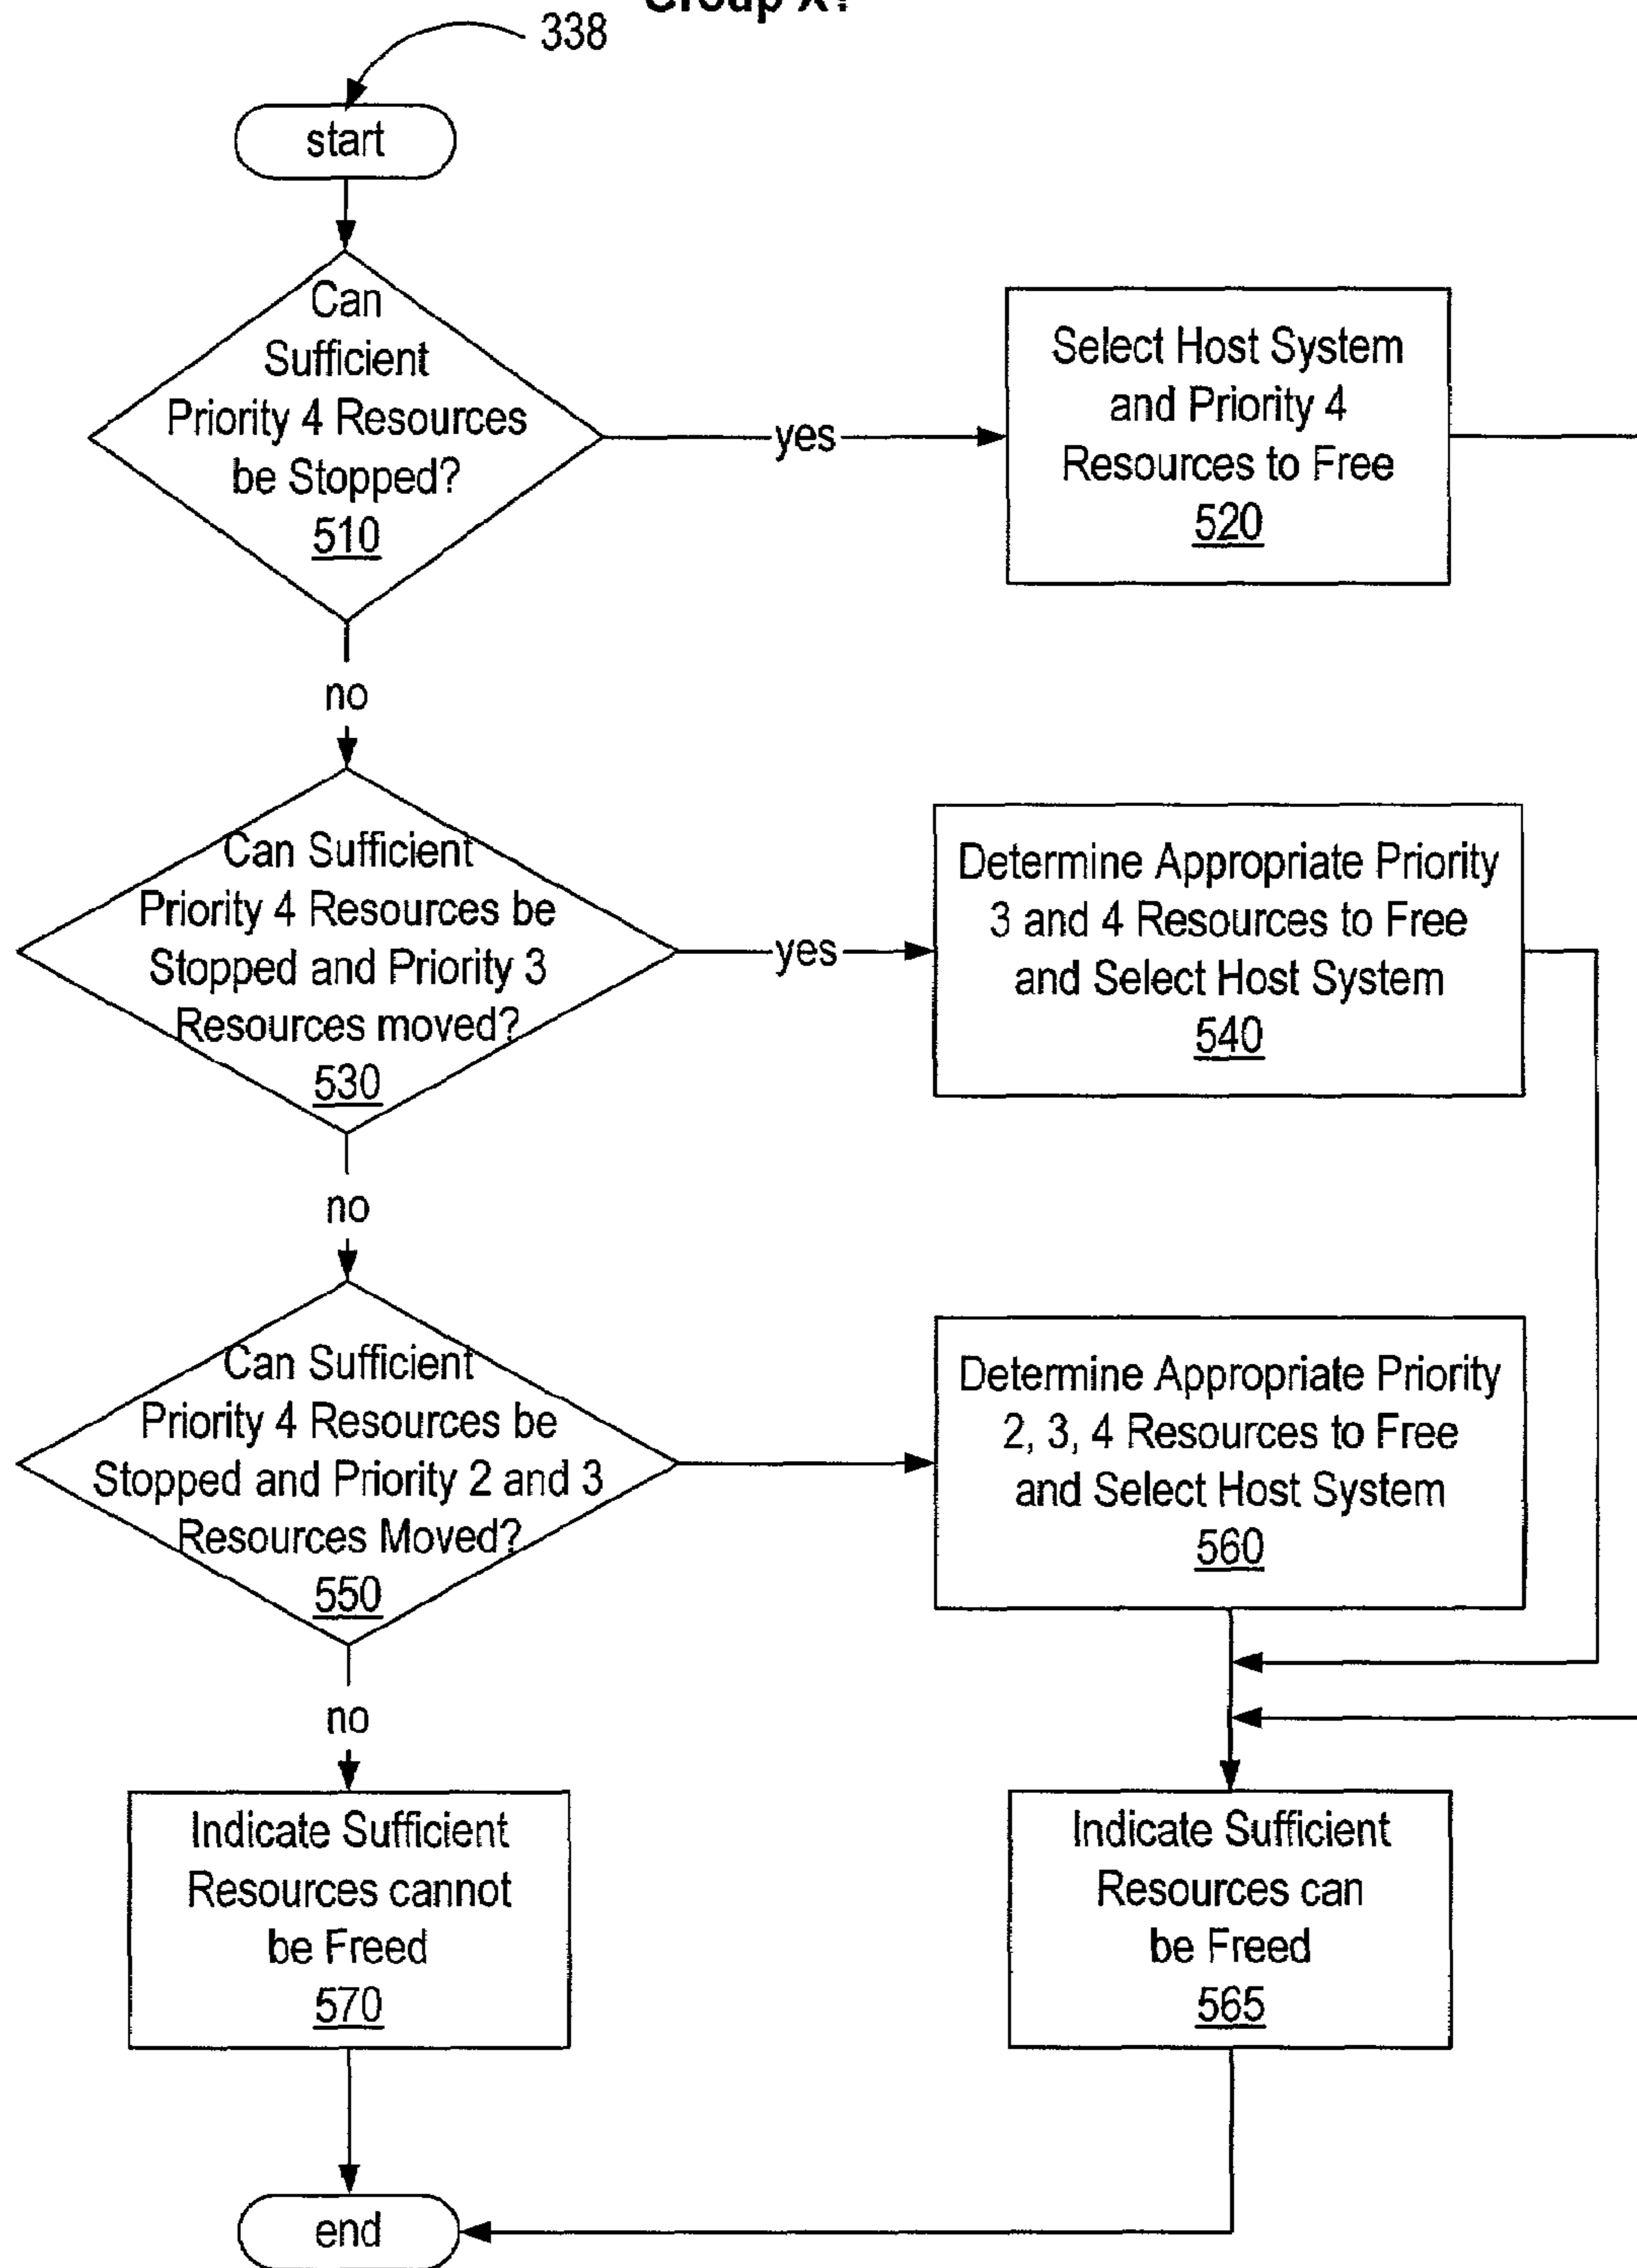 Group X?
338
start
Can
Sufficient
Priority 4 Resources
be Stopped?
510
yes
Select Host System
and Priority 4
Resources to Free
520
no
Can Sufficient
Priority 4 Resources be
Stopped and Priority 3
Resources moved?
530
yes
Determine Appropriate Priority
3 and 4 Resources to Free
and Select Host System
540
no
Can Sufficient
Priority 4 Resources be
Stopped and Priority 2 and 3
Resources Moved?
550
Determine Appropriate Priority
2, 3, 4 Resources to Free
and Select Host System
560
no
Indicate Sufficient
Resources cannot
be Freed
570
Indicate Sufficient
Resources can
be Freed
565
end